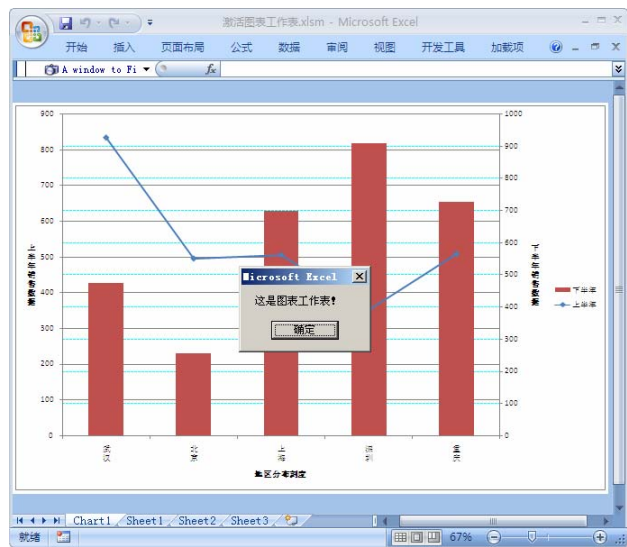 激活图表工作表.xlsm - Microsoft Excel
开始 插入 页面布局 公式 数据 审阅 视图 开发工具 加载项
A window to Fi fx
900 1000
800 900
700 800
600 700
500 600
400 500
300 400
200 300
100 200
0 100
0
下半年
上半年
Microsoft Excel
这是图表工作表!
确定
上海
地区分布刻度
Chart1 Sheet1 Sheet2 Sheet3
就绪 67%